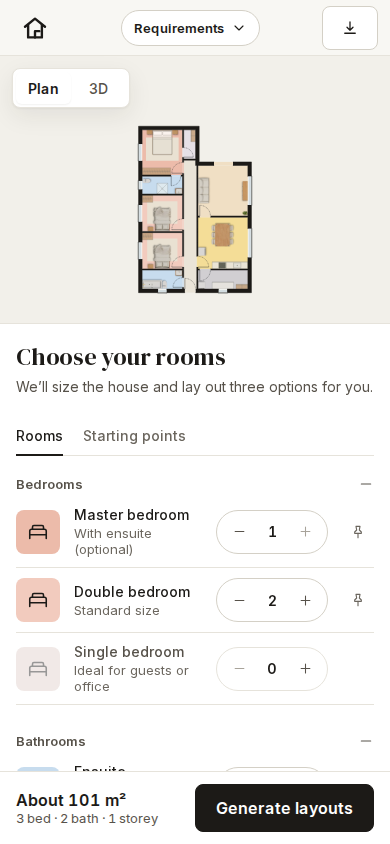 Requirements
Plan
3D
Choose your rooms
We’ll size the house and lay out three options for you.
Rooms
Starting points
Bedrooms
Master bedroom
With ensuite
(optional)
1
Double bedroom
Standard size
2
Single bedroom
Ideal for guests or
office
0
Bathrooms
Ensuite
About 101 m²
3 bed · 2 bath · 1 storey
Generate layouts